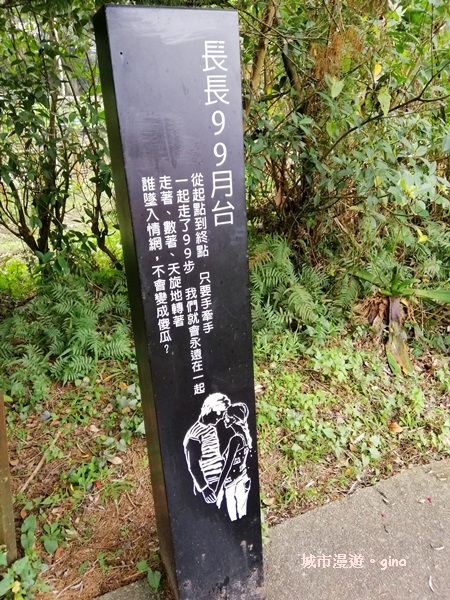 長長99月台
從起點到終點 只要手牽手
一起走了99步 我們就會永遠在一起
走著、數著、天旋地轉著
誰墜入情網，不會變成傻瓜？
城市漫遊。gina